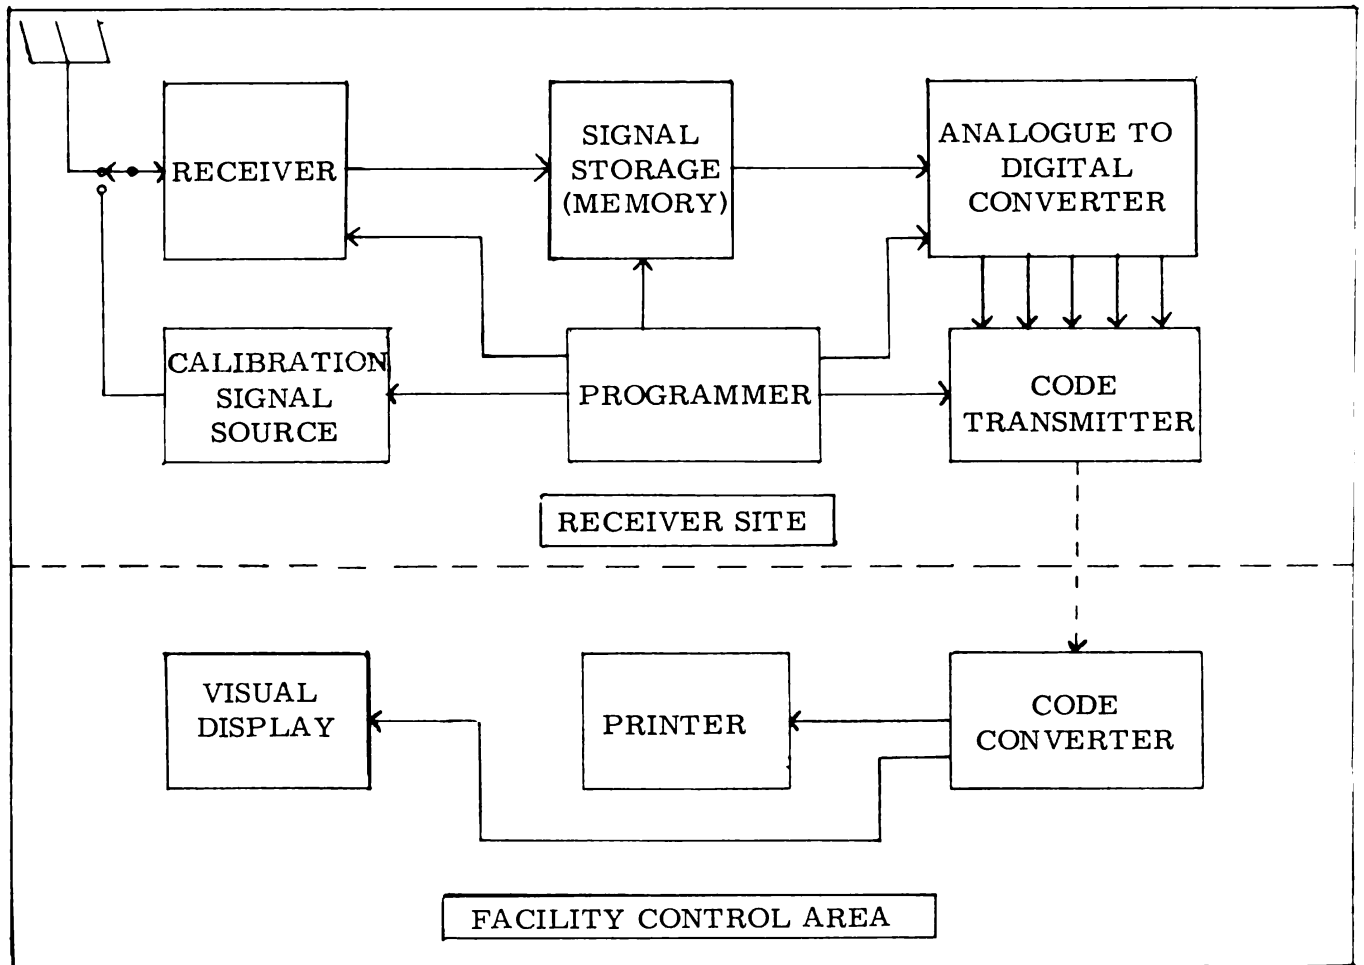 RECEIVER
SIGNAL
STORAGE
(MEMORY)
ANALOGUE TO
DIGITAL
CONVERTER
CALIBRATION
SIGNAL
SOURCE
PROGRAMMER
CODE
TRANSMITTER
RECEIVER SITE
VISUAL
DISPLAY
PRINTER
CODE
CONVERTER
FACILITY CONTROL AREA